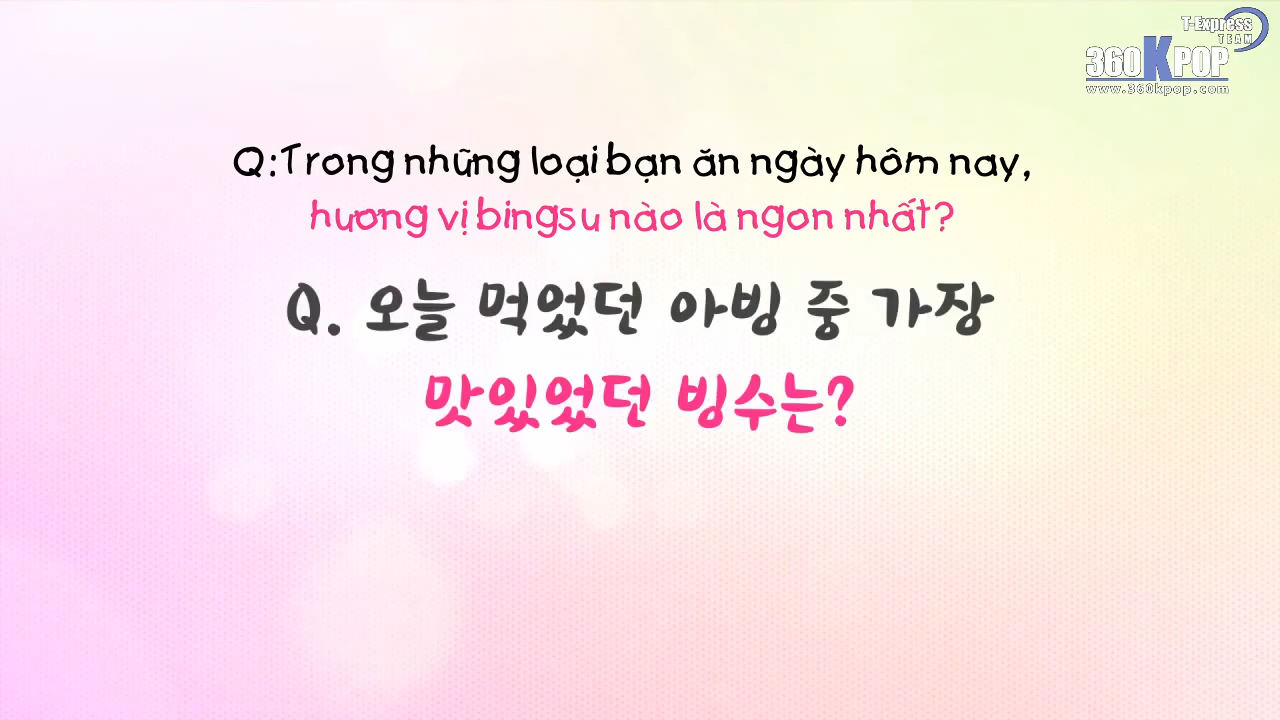 T-Express
TEAM
360KPOP
www.360kpop.com
Q:Trong những loại bạn ăn ngày hôm nay,
hương vị bingsu nào là ngon nhất?
Q. 오늘 먹었던 아빙 중 가장
맛있었던 빙수는?